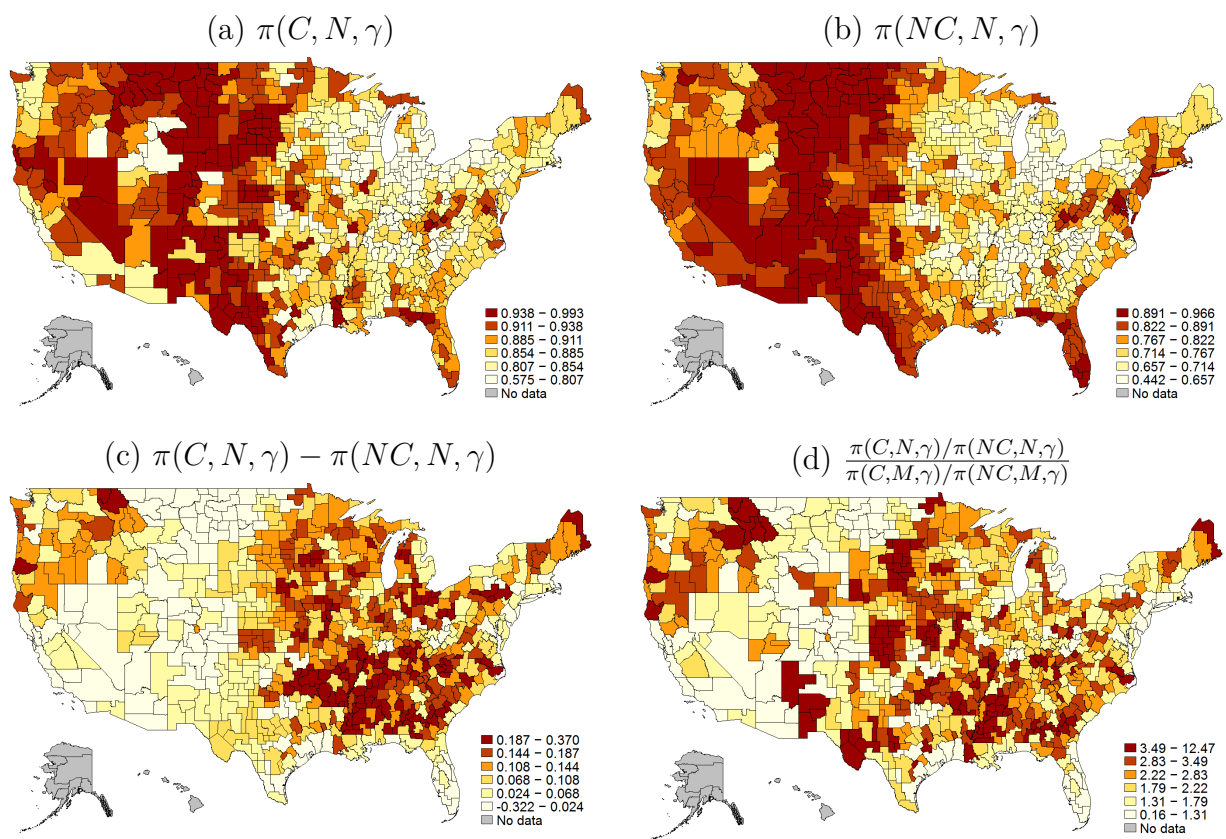 (a) π(C, N, γ)
0.938 − 0.993
0.911 − 0.938
0.885 − 0.911
0.854 − 0.885
0.807 − 0.854
0.575 − 0.807
No data
(b) π(NC, N, γ)
0.891 − 0.966
0.822 − 0.891
0.767 − 0.822
0.714 − 0.767
0.657 − 0.714
0.442 − 0.657
No data
(c) π(C, N, γ) − π(NC, N, γ)
0.187 − 0.370
0.144 − 0.187
0.108 − 0.144
0.068 − 0.108
0.024 − 0.068
-0.322 − 0.024
No data
(d) π(C,N,γ)/π(NC,N,γ)
π(C,M,γ)/π(NC,M,γ)
3.49 − 12.47
2.83 − 3.49
2.22 − 2.83
1.79 − 2.22
1.31 − 1.79
0.16 − 1.31
No data